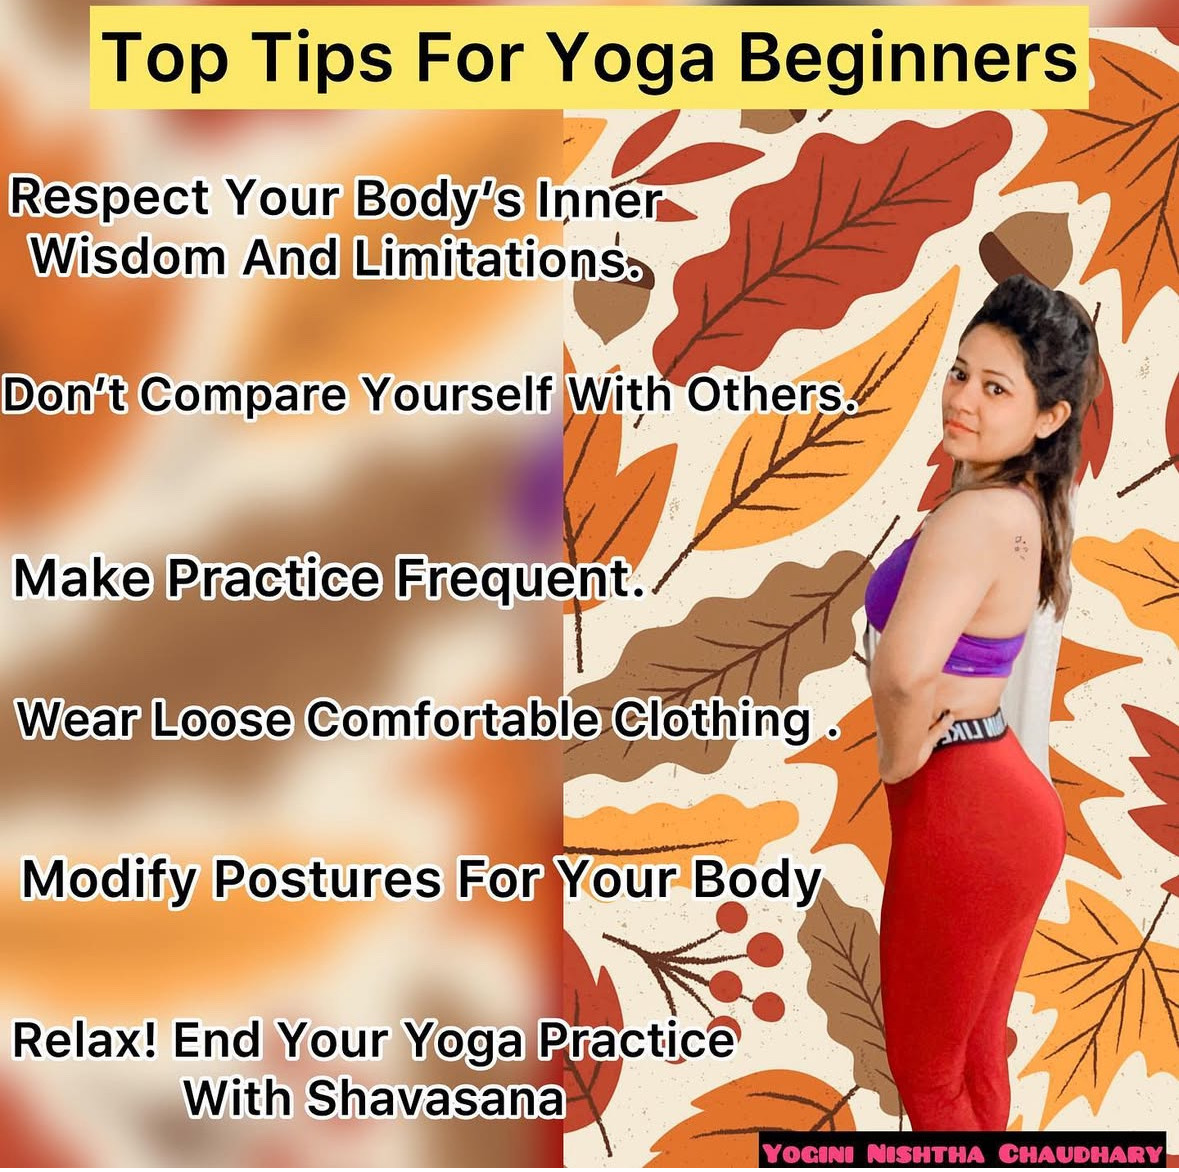 Top Tips For Yoga Beginners
Respect Your Body's Inner
Wisdom And Limitations.
Don't Compare Yourself With Others.
Make Practice Frequent.
Wear Loose Comfortable Clothing .
Modify Postures For Your Body
Relax! End Your Yoga Practice
With Shavasana
Yogini Nishtha Chaudhary